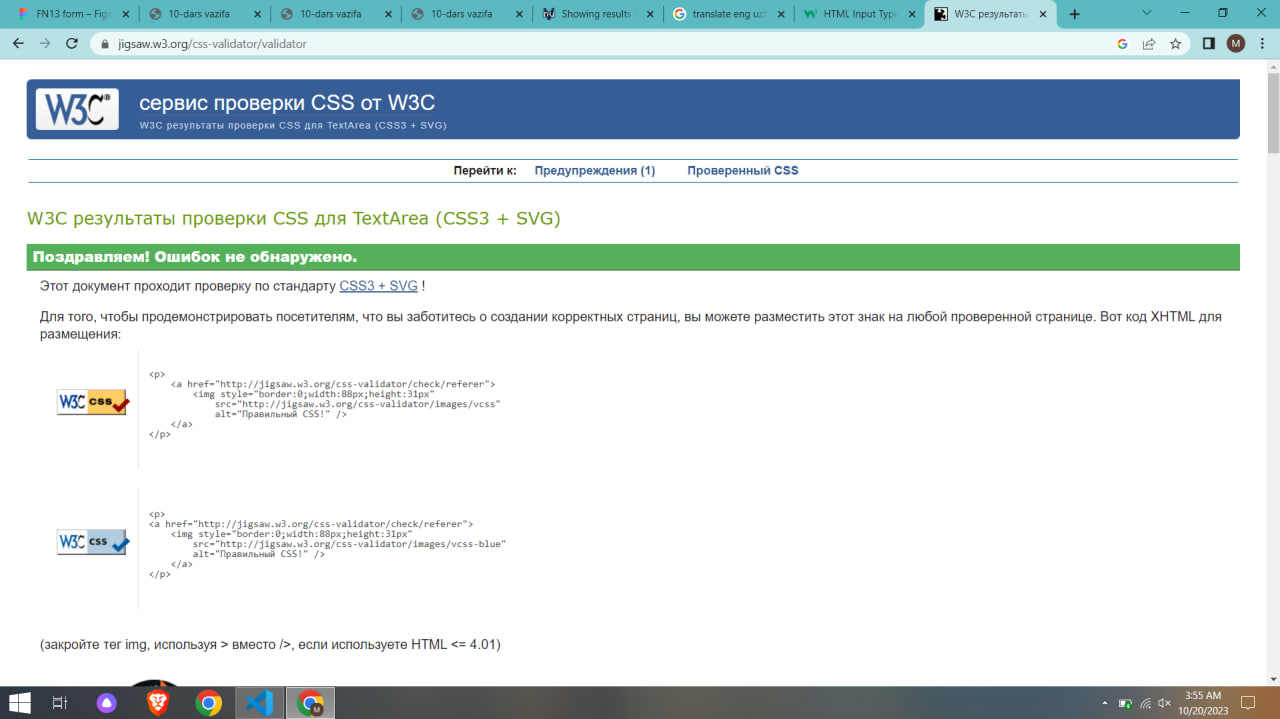 FN13 form – Fig
10-dars vazifa
10-dars vazifa
10-dars vazifa
Showing results f
translate eng uzb
HTML Input Type
W3C результаты
jigsaw.w3.org/css-validator/validator
M
W3C®
сервис проверки CSS от W3C
W3C результаты проверки CSS для TextArea (CSS3 + SVG)
Перейти к: Предупреждения (1) Проверенный CSS
W3C результаты проверки CSS для TextArea (CSS3 + SVG)
Поздравляем! Ошибок не обнаружено.
Этот документ проходит проверку по стандарту CSS3 + SVG !
Для того, чтобы продемонстрировать посетителям, что вы заботитесь о создании корректных страниц, вы можете разместить этот знак на любой проверенной странице. Вот код XHTML для
размещения:
W3C css
<p>
<a href="http://jigsaw.w3.org/css-validator/check/referer">
<img style="border:0;width:88px;height:31px"
src="http://jigsaw.w3.org/css-validator/images/vcss"
alt="Правильный CSS!" />
</a>
</p>
W3C css
<p>
<a href="http://jigsaw.w3.org/css-validator/check/referer">
<img style="border:0;width:88px;height:31px"
src="http://jigsaw.w3.org/css-validator/images/vcss-blue"
alt="Правильный CSS!" />
</a>
</p>
(закройте тег img, используя > вместо />, если используете HTML <= 4.01)
M
3:55 AM
10/20/2023